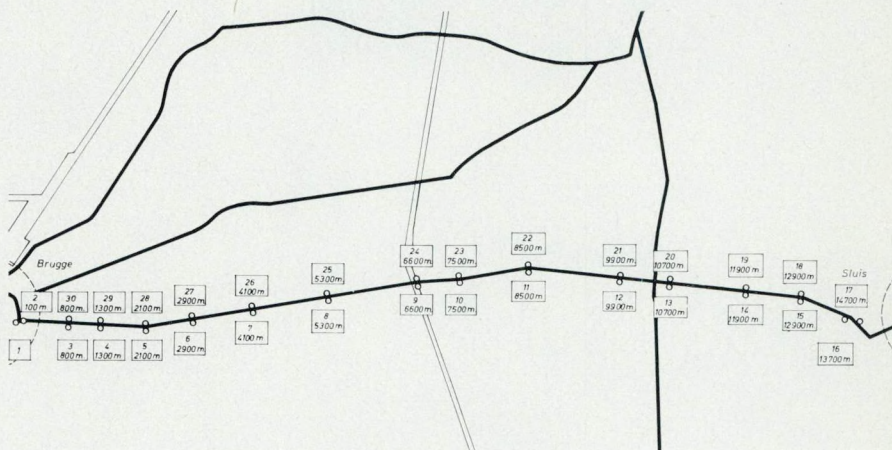 Brugge
Sluis
22
8500 m.
21
9900 m.
20
10700 m.
24
6600 m.
23
7500 m.
19
11900 m.
18
12900 m.
25
5300 m.
26
4100 m.
27
2900 m.
28
2100 m.
29
1300 m.
30
800 m.
2
100 m.
17
14700 m.
1
3
800 m.
4
1300 m.
5
2100 m.
6
2900 m.
7
4100 m.
8
5300 m.
9
6600 m.
10
7500 m.
11
8500 m.
12
9900 m.
13
10700 m.
14
11900 m.
15
12900 m.
16
13700 m.